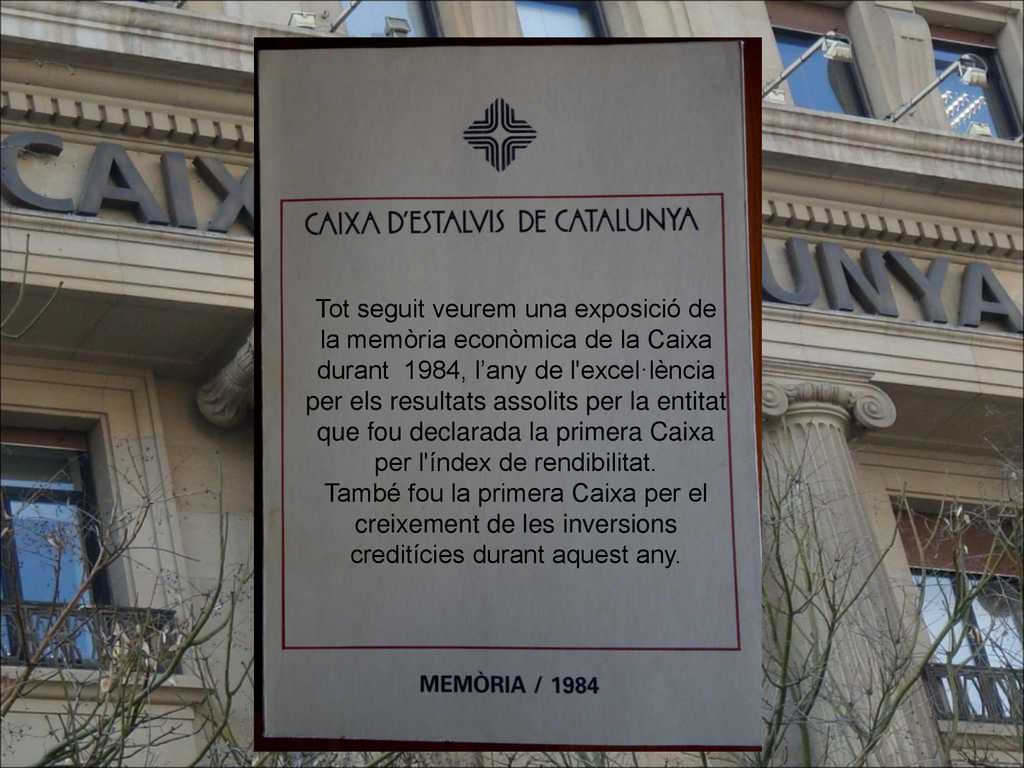 CAIX
UNYA
CAIXA D'ESTALVIS DE CATALUNYA
Tot seguit veurem una exposició de
la memòria econòmica de la Caixa
durant 1984, l’any de l'excel·lència
per els resultats assolits per la entitat
que fou declarada la primera Caixa
per l'índex de rendibilitat.
També fou la primera Caixa per el
creixement de les inversions
creditícies durant aquest any.
MEMÒRIA / 1984